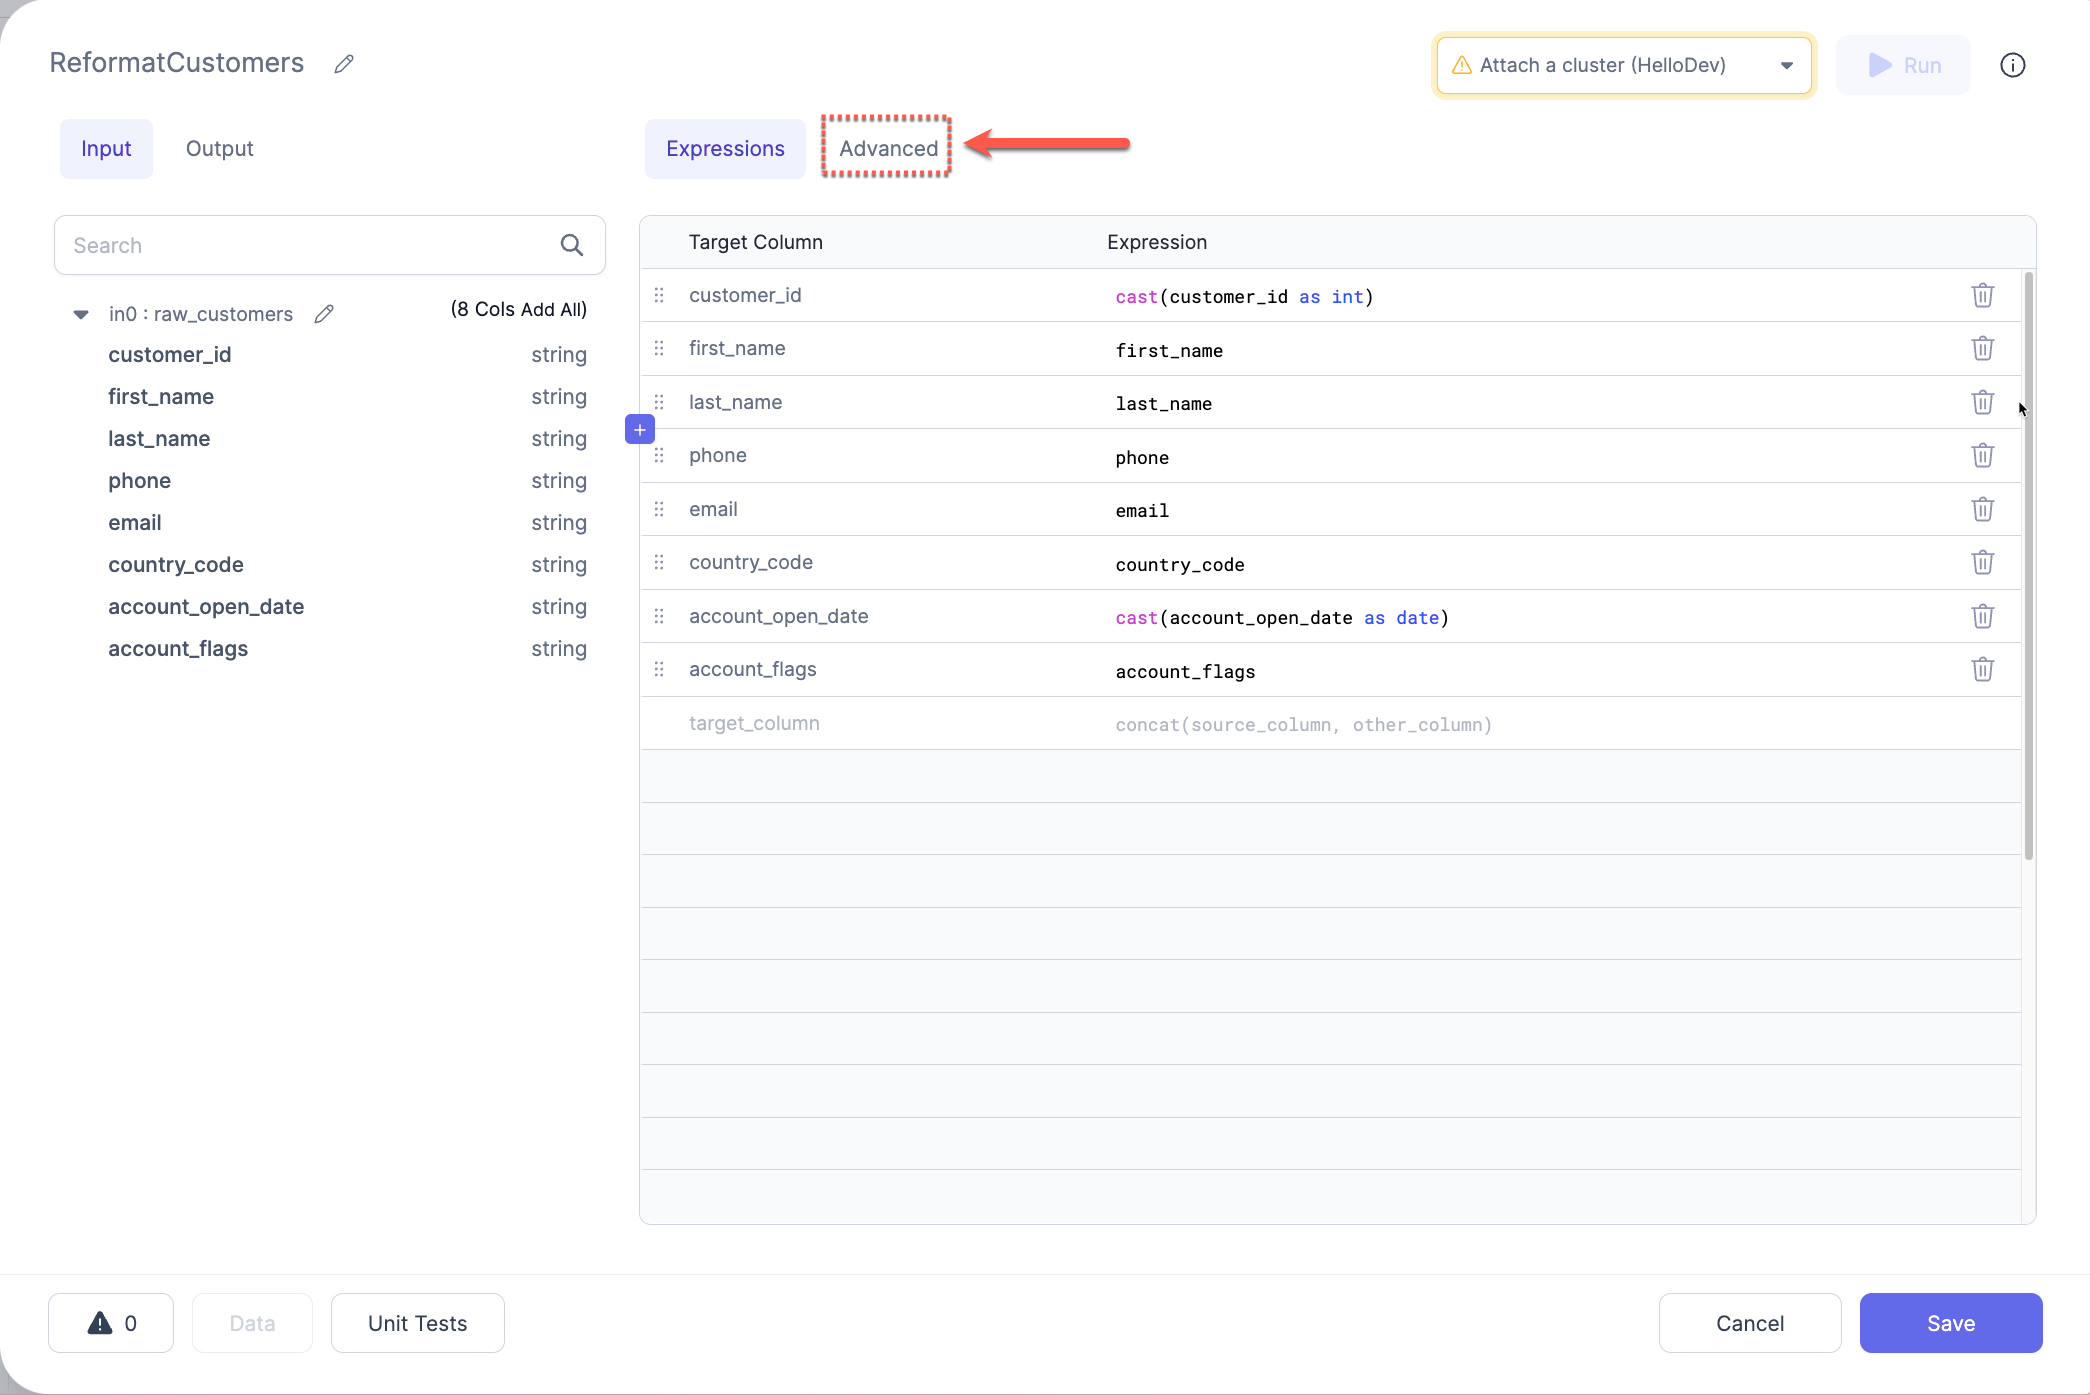 ReformatCustomers
Attach a cluster (HelloDev)
Run
Input
Output
Expressions
Advanced
Search
in0 : raw_customers
(8 Cols Add All)
customer_id string
first_name string
last_name string
phone string
email string
country_code string
account_open_date string
account_flags string
Target Column Expression
customer_id cast(customer_id as int)
first_name first_name
last_name last_name
+
phone phone
email email
country_code country_code
account_open_date cast(account_open_date as date)
account_flags account_flags
target_column concat(source_column, other_column)
0
Data
Unit Tests
Cancel
Save